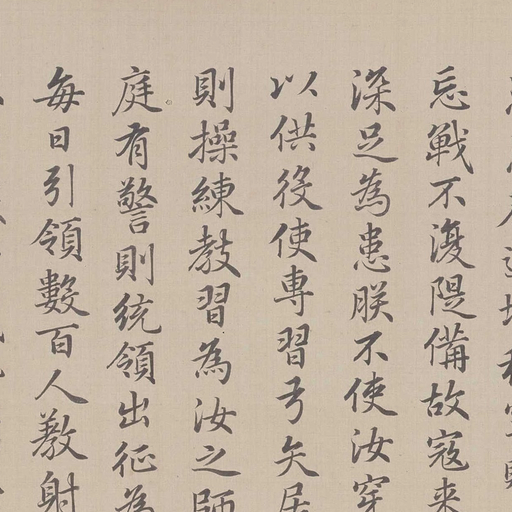 忘戰不復隄備故寇来
深足為患朕不使汝穿
以供役使專習弓矢居
則操練教習為汝之師
庭有警則統領出征為
每日引領數百人教射